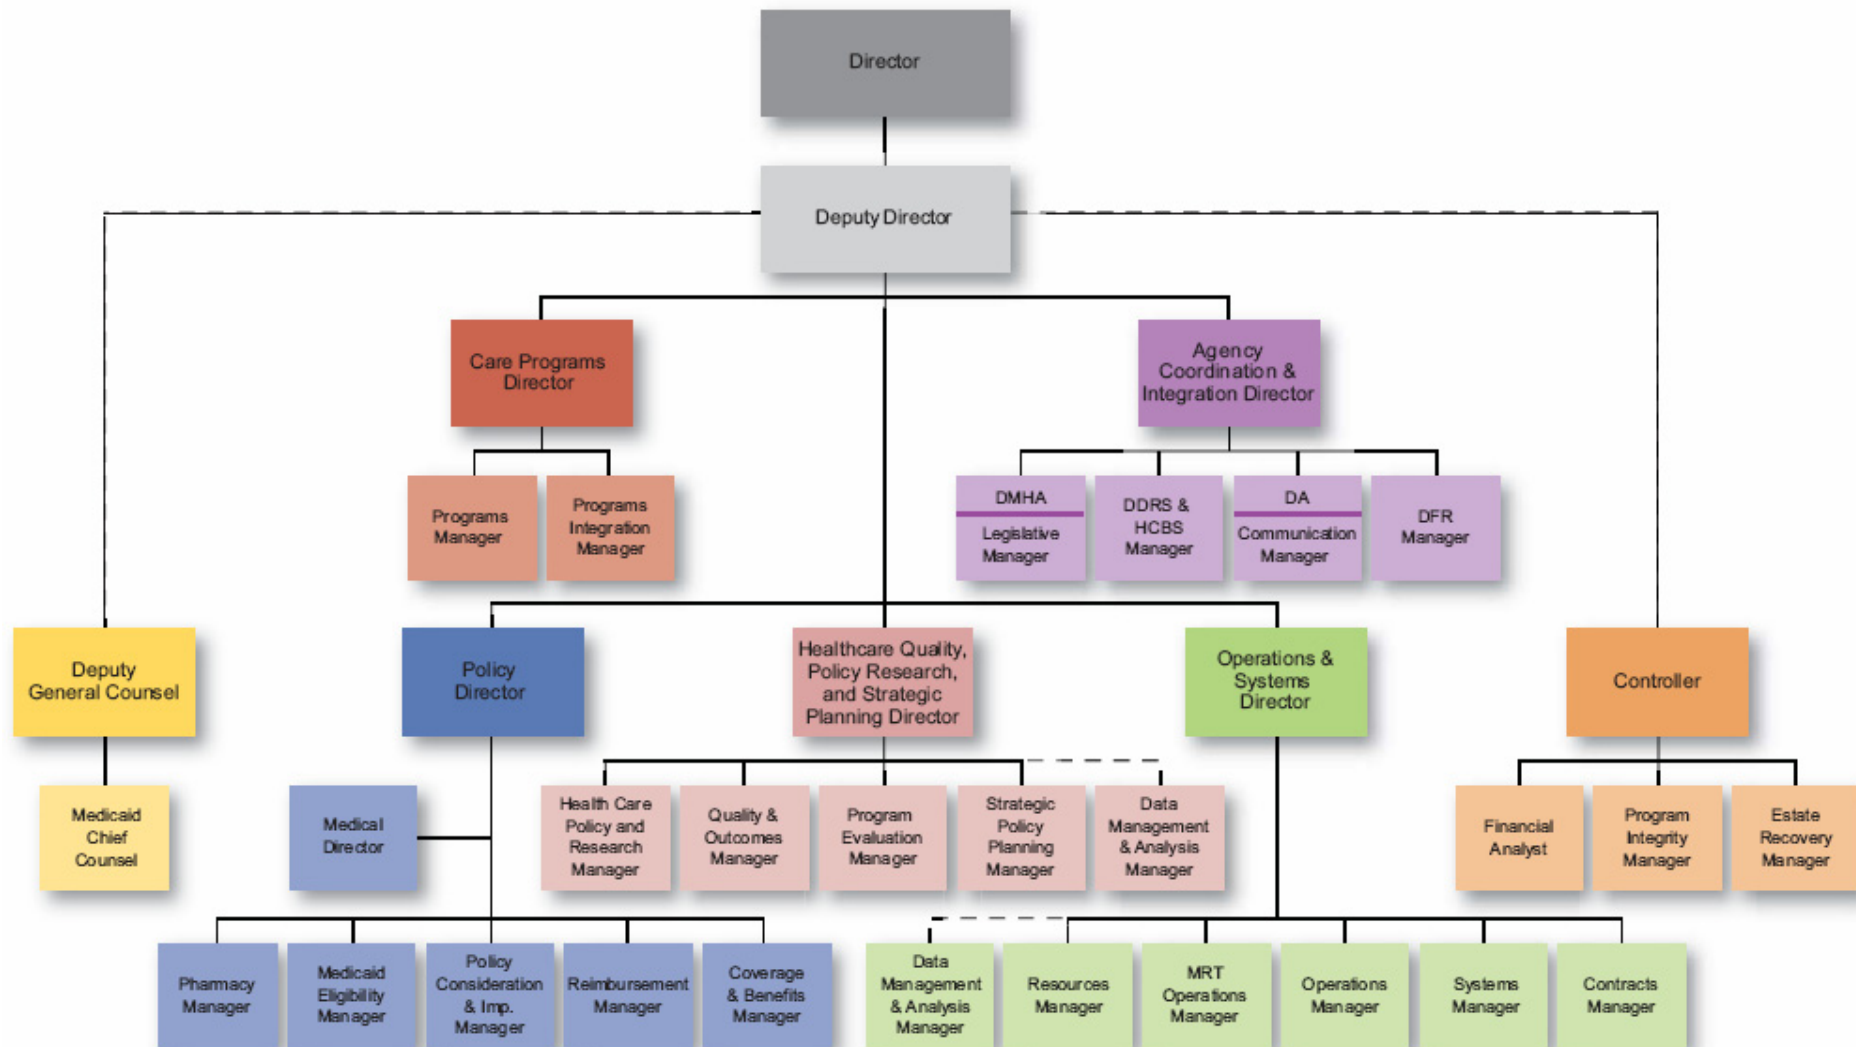 Director
Deputy Director
Care Programs
Director
Agency
Coordination &
Integration Director
Programs
Manager
Programs
Integration
Manager
DMHA
Legislative
Manager
DDRS &
HCBS
Manager
DA
Communication
Manager
DFR
Manager
Deputy
General Counsel
Policy
Director
Healthcare Quality,
Policy Research,
and Strategic
Planning Director
Operations &
Systems
Director
Controller
Medicaid
Chief
Counsel
Medical
Director
Health Care
Policy and
Research
Manager
Quality &
Outcomes
Manager
Program
Evaluation
Manager
Strategic
Policy
Planning
Manager
Data
Management
& Analysis
Manager
Financial
Analyst
Program
Integrity
Manager
Estate
Recovery
Manager
Pharmacy
Manager
Medicaid
Eligibility
Manager
Policy
Consideration
& Imp.
Manager
Reimbursement
Manager
Coverage
& Benefits
Manager
Data
Management
& Analysis
Manager
Resources
Manager
MRT
Operations
Manager
Operations
Manager
Systems
Manager
Contracts
Manager